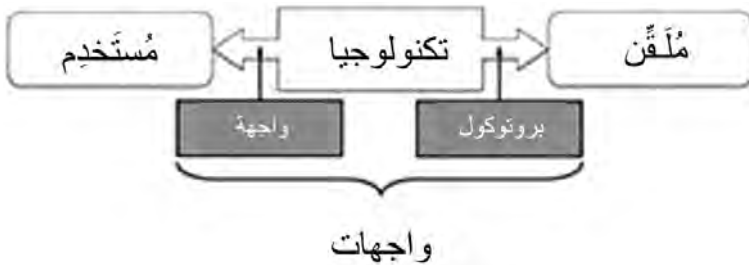 مُلَقِّن
تكنولوجيا
مُستَخدِم
بروتوكول
واجهة
واجهات